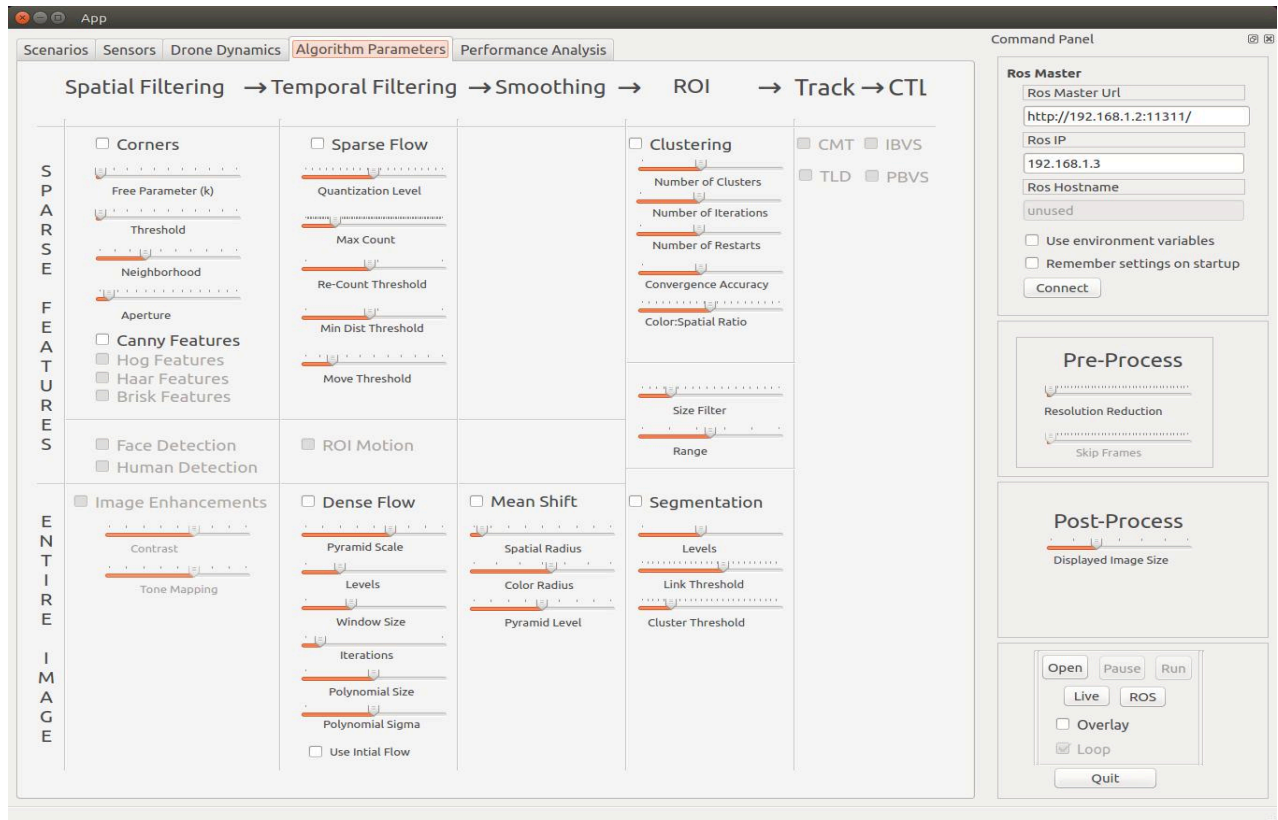 App
Scenarios Sensors Drone Dynamics Algorithm Parameters Performance Analysis
Spatial Filtering → Temporal Filtering → Smoothing → ROI → Track → CTL
SPARSE FEATURES
Corners
Free Parameter (k)
Threshold
Neighborhood
Aperture
Canny Features
Hog Features
Haar Features
Brisk Features
Face Detection
Human Detection
Sparse Flow
Quantization Level
Max Count
Re-Count Threshold
Min Dist Threshold
Move Threshold
ROI Motion
Clustering
Number of Clusters
Number of Iterations
Number of Restarts
Convergence Accuracy
Color:Spatial Ratio
Size Filter
Range
CMT IBVS
TLD PBVS
ENTIRE IMAGE
Image Enhancements
Contrast
Tone Mapping
Dense Flow
Pyramid Scale
Levels
Window Size
Iterations
Polynomial Size
Polynomial Sigma
Use Intial Flow
Mean Shift
Spatial Radius
Color Radius
Pyramid Level
Segmentation
Levels
Link Threshold
Cluster Threshold
Command Panel
Ros Master
Ros Master Url
http://192.168.1.2:11311/
Ros IP
192.168.1.3
Ros Hostname
unused
Use environment variables
Remember settings on startup
Connect
Pre-Process
Resolution Reduction
Skip Frames
Post-Process
Displayed Image Size
Open Pause Run
Live ROS
Overlay
Loop
Quit